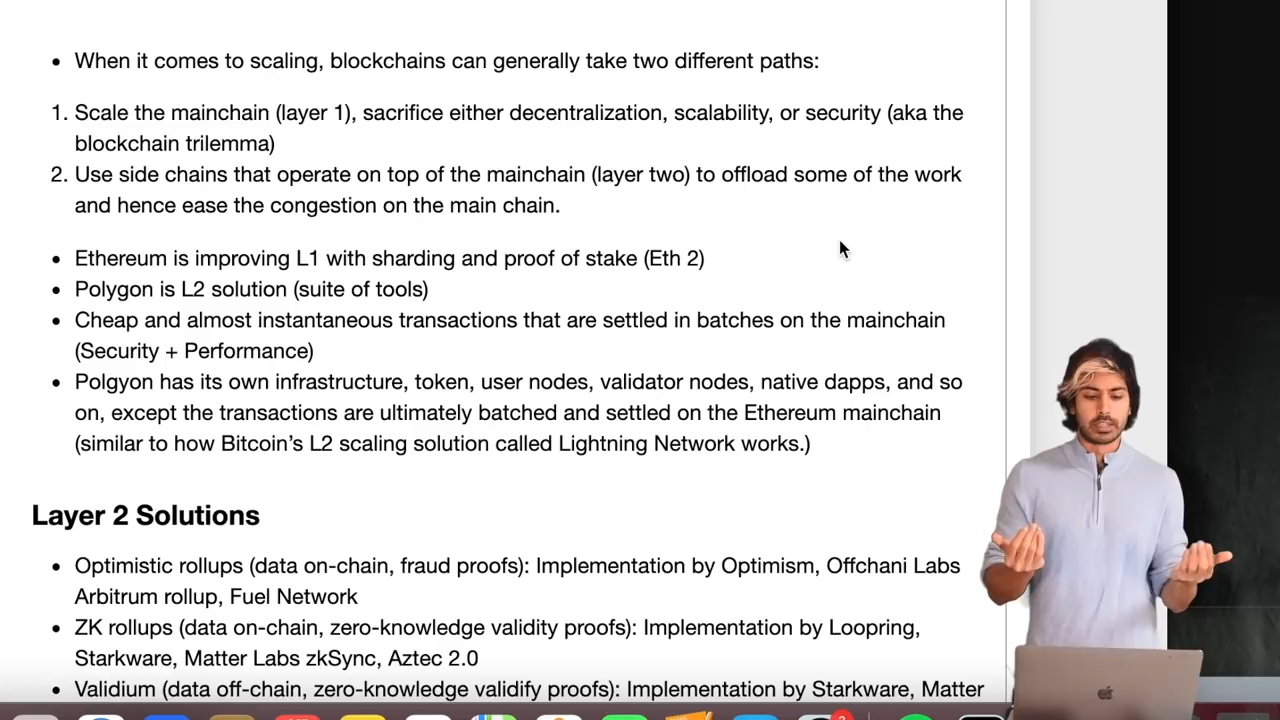 • When it comes to scaling, blockchains can generally take two different paths:
1. Scale the mainchain (layer 1), sacrifice either decentralization, scalability, or security (aka the
blockchain trilemma)
2. Use side chains that operate on top of the mainchain (layer two) to offload some of the work
and hence ease the congestion on the main chain.
• Ethereum is improving L1 with sharding and proof of stake (Eth 2)
• Polygon is L2 solution (suite of tools)
• Cheap and almost instantaneous transactions that are settled in batches on the mainchain
(Security + Performance)
• Polgyon has its own infrastructure, token, user nodes, validator nodes, native dapps, and so
on, except the transactions are ultimately batched and settled on the Ethereum mainchain
(similar to how Bitcoin’s L2 scaling solution called Lightning Network works.)
Layer 2 Solutions
• Optimistic rollups (data on-chain, fraud proofs): Implementation by Optimism, Offchani Labs
Arbitrum rollup, Fuel Network
• ZK rollups (data on-chain, zero-knowledge validity proofs): Implementation by Loopring,
Starkware, Matter Labs zkSync, Aztec 2.0
• Validium (data off-chain, zero-knowledge validify proofs): Implementation by Starkware, Matter